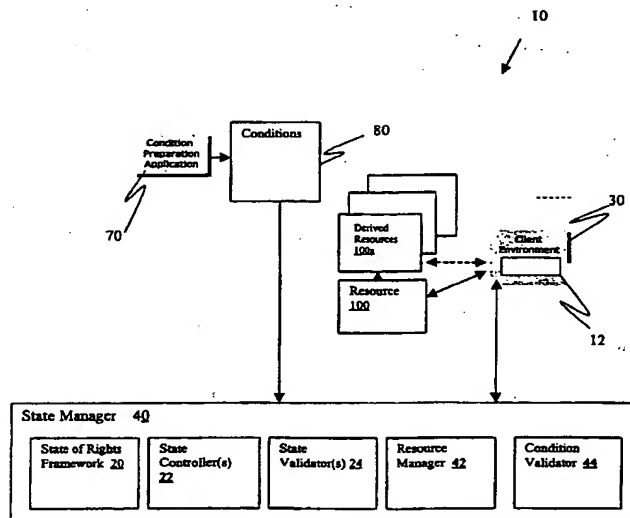 10
Condition
Preparation
Application
Conditions
80
70
Derived
Resources
100a
Resource
100
30
Client
Environment
12
State Manager 40
State of Rights
Framework 20
State
Controller(s)
22
State
Validator(s) 24
Resource
Manager 42
Condition
Validator 44